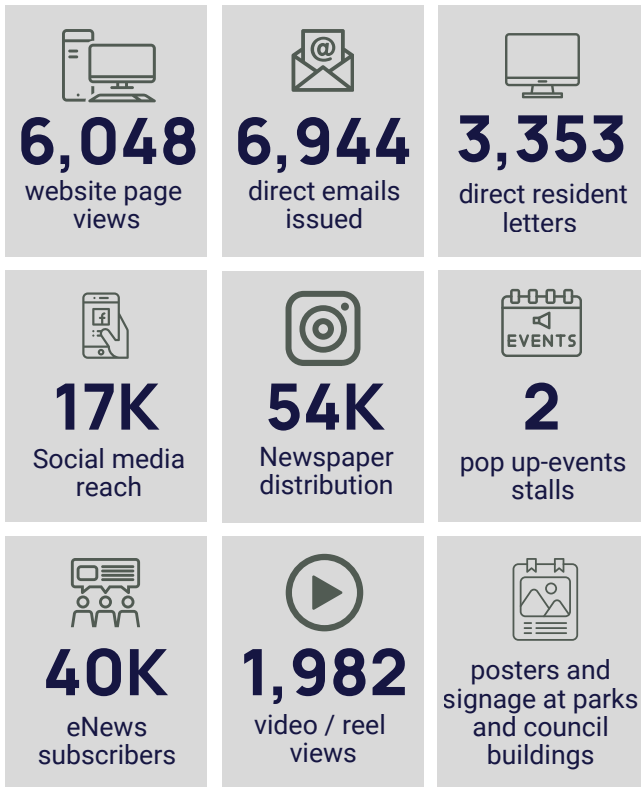 6,048
website page
views
@
6,944
direct emails
issued
3,353
direct resident
letters
f
17K
Social media
reach
54K
Newspaper
distribution
EVENTS
2
pop up-events
stalls
40K
eNews
subscribers
1,982
video / reel
views
posters and
signage at parks
and council
buildings